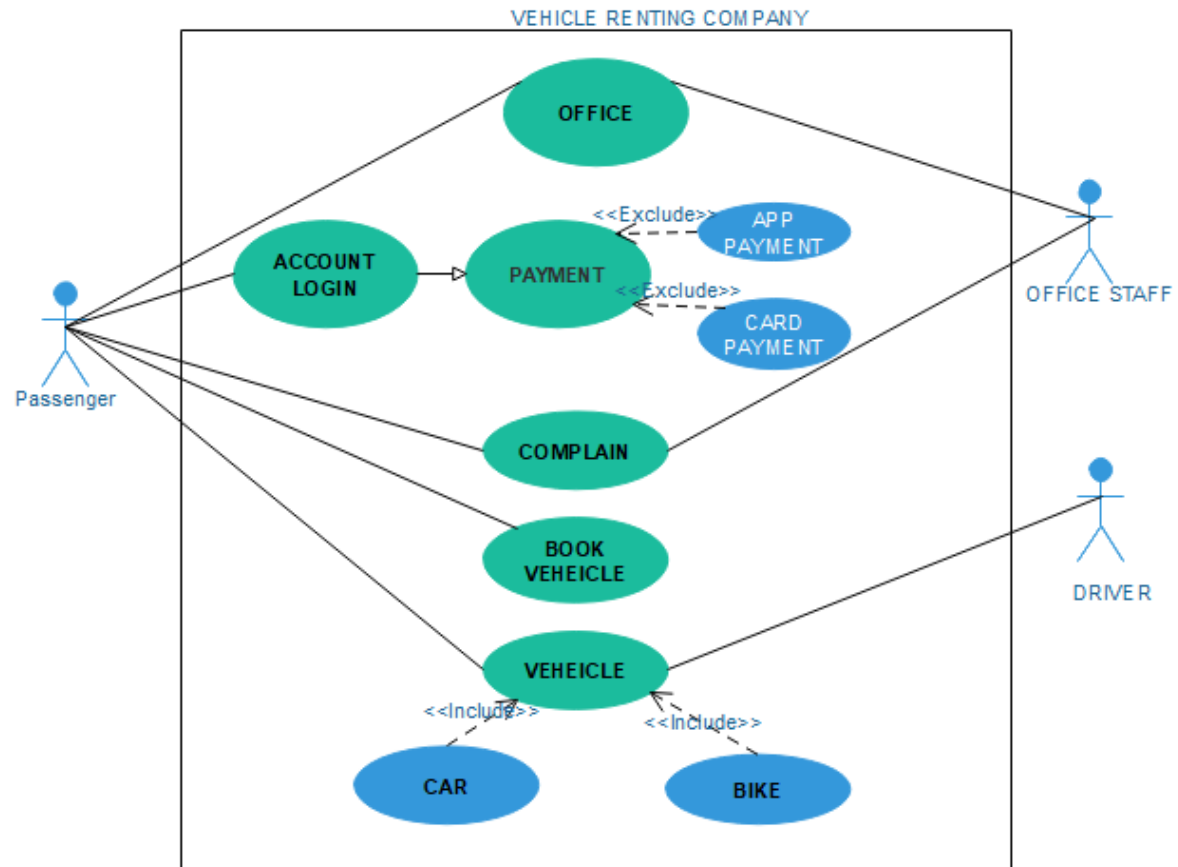 VEHICLE RENTING COMPANY
OFFICE
<<Exclude>>
APP
PAYMENT
ACCOUNT
LOGIN
PAYMENT
<<Exclude>>
CARD
PAYMENT
OFFICE STAFF
Passenger
COMPLAIN
BOOK
VEHEICLE
DRIVER
VEHEICLE
<<Include>>
<<Include>>
CAR
BIKE